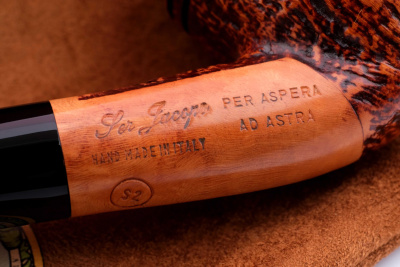 Ser Jacopo
HAND MADE IN ITALY
PER ASPERA
AD ASTRA
S2